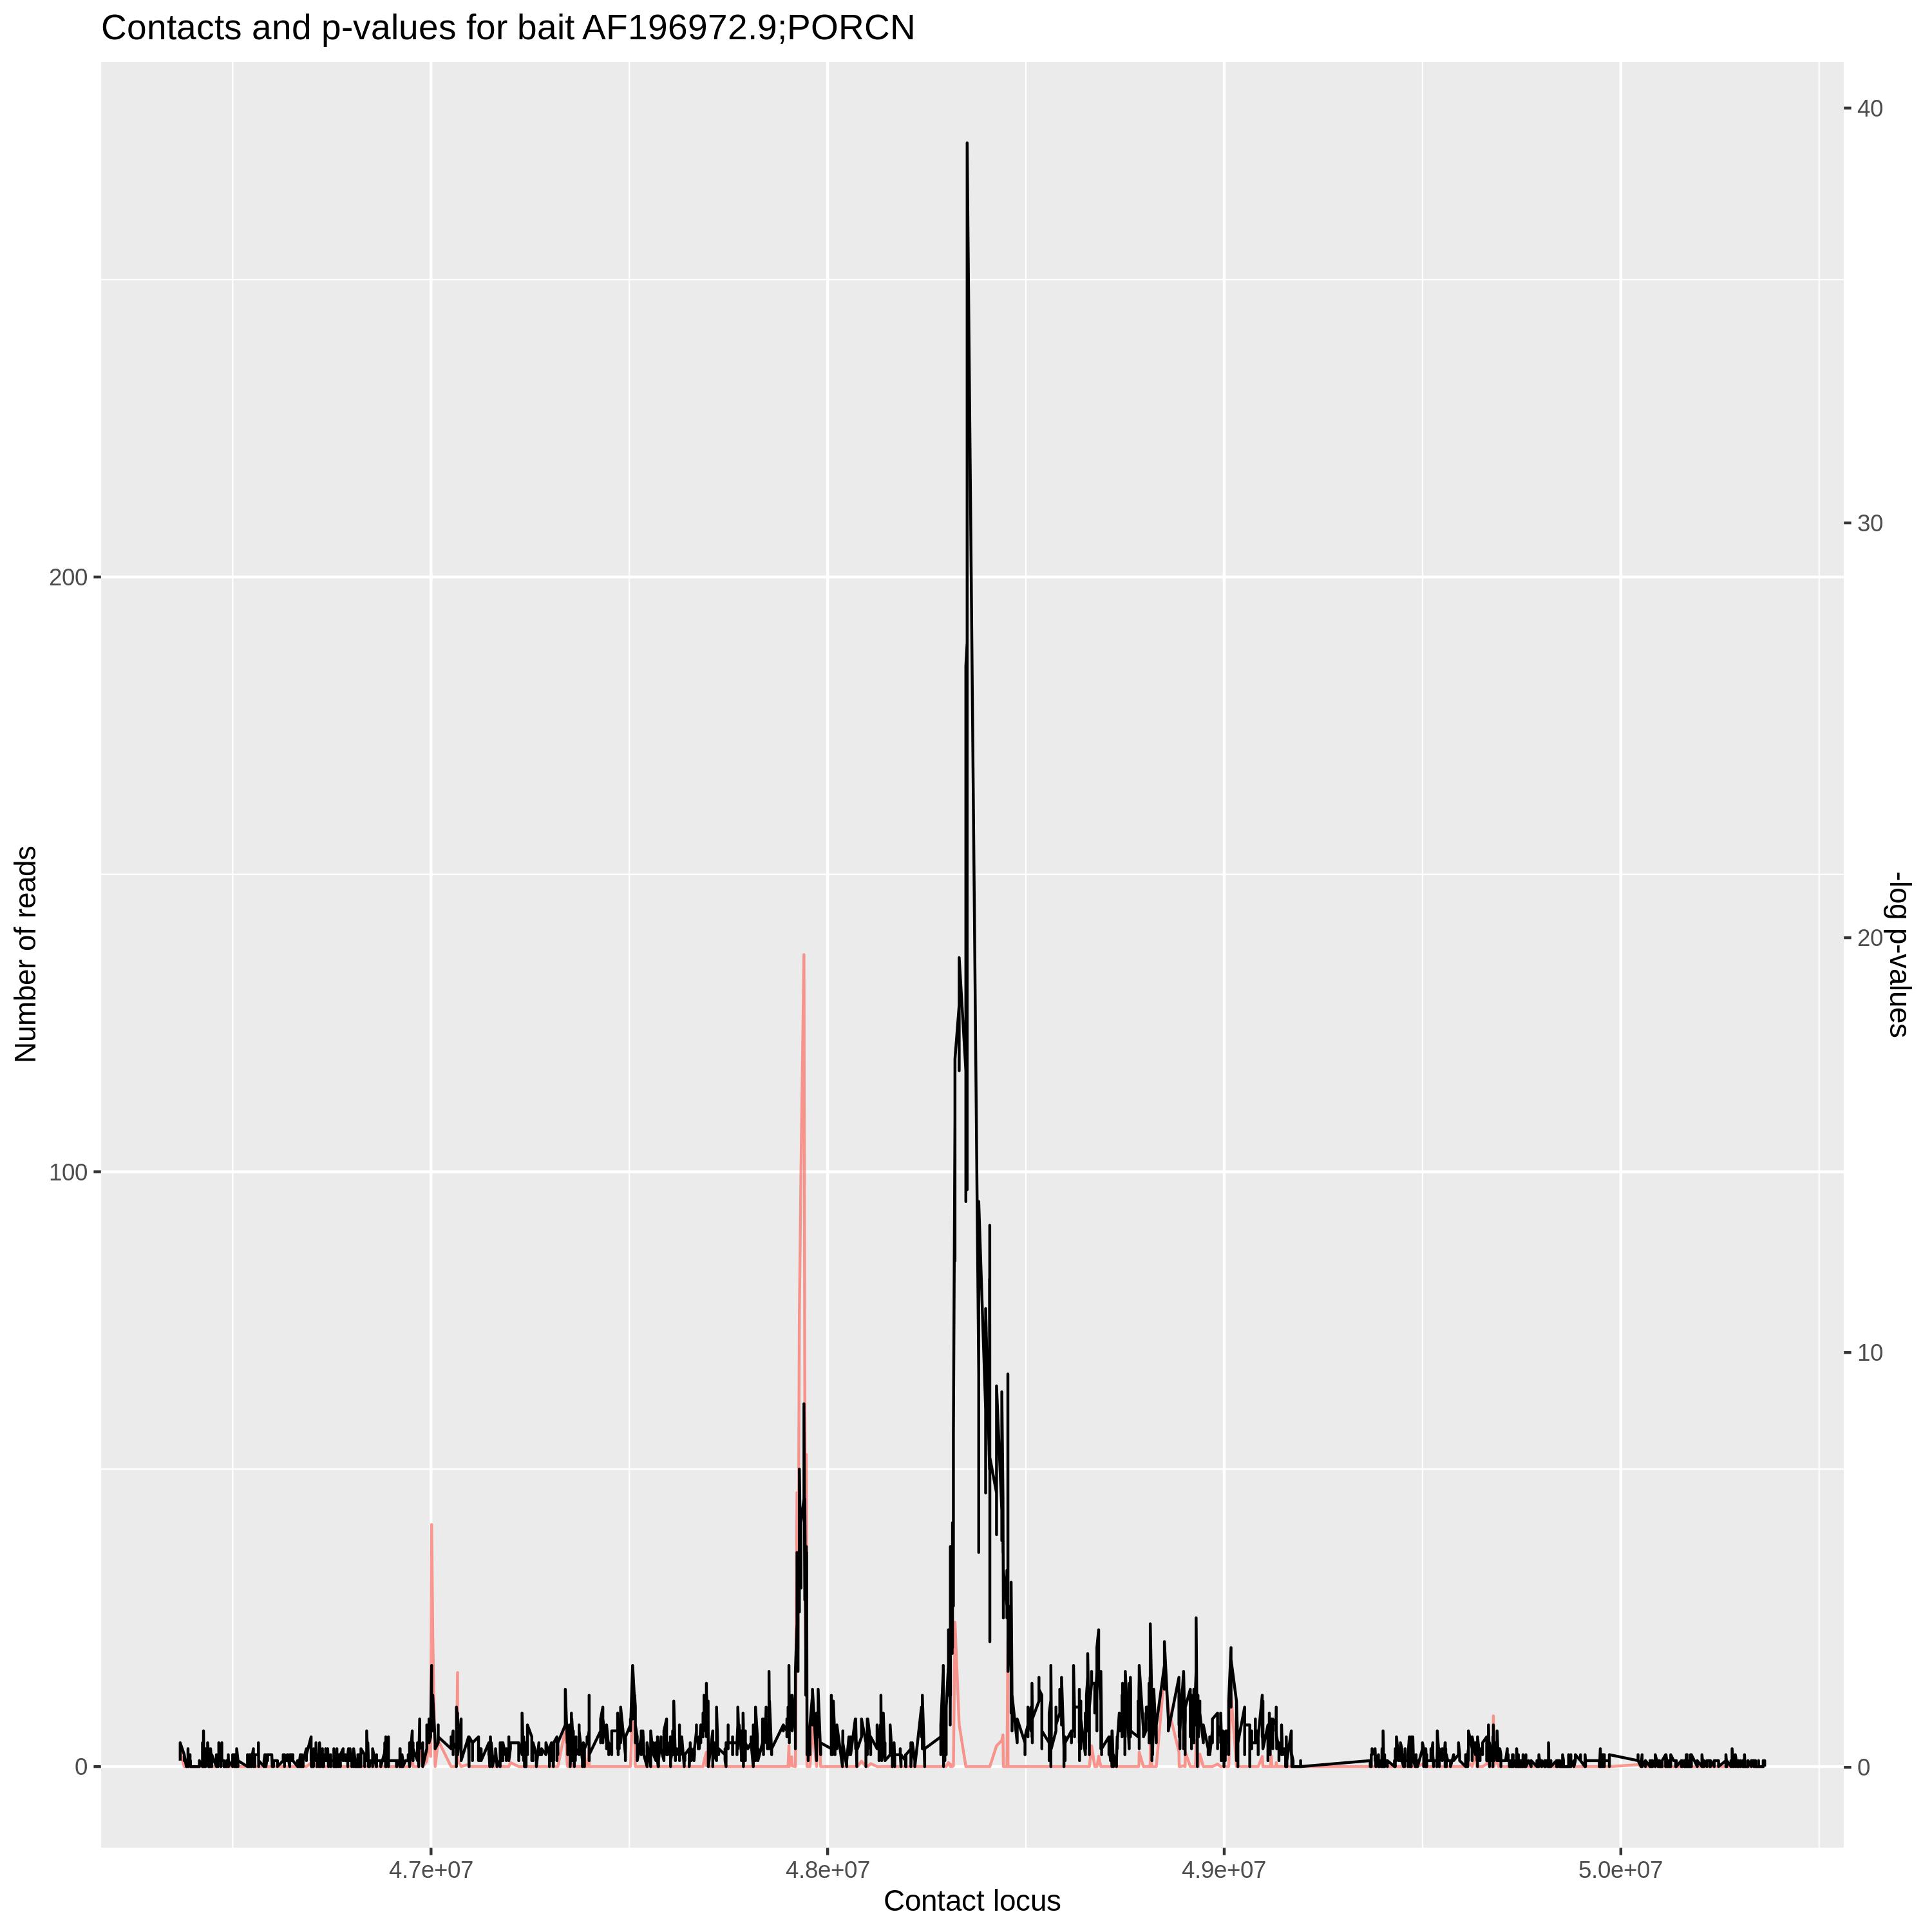 Contacts and p-values for bait AF196972.9;PORCN
40
30
200
20
Number of reads
-log p-values
100
10
0
0
4.7e+07 4.8e+07 4.9e+07 5.0e+07
Contact locus